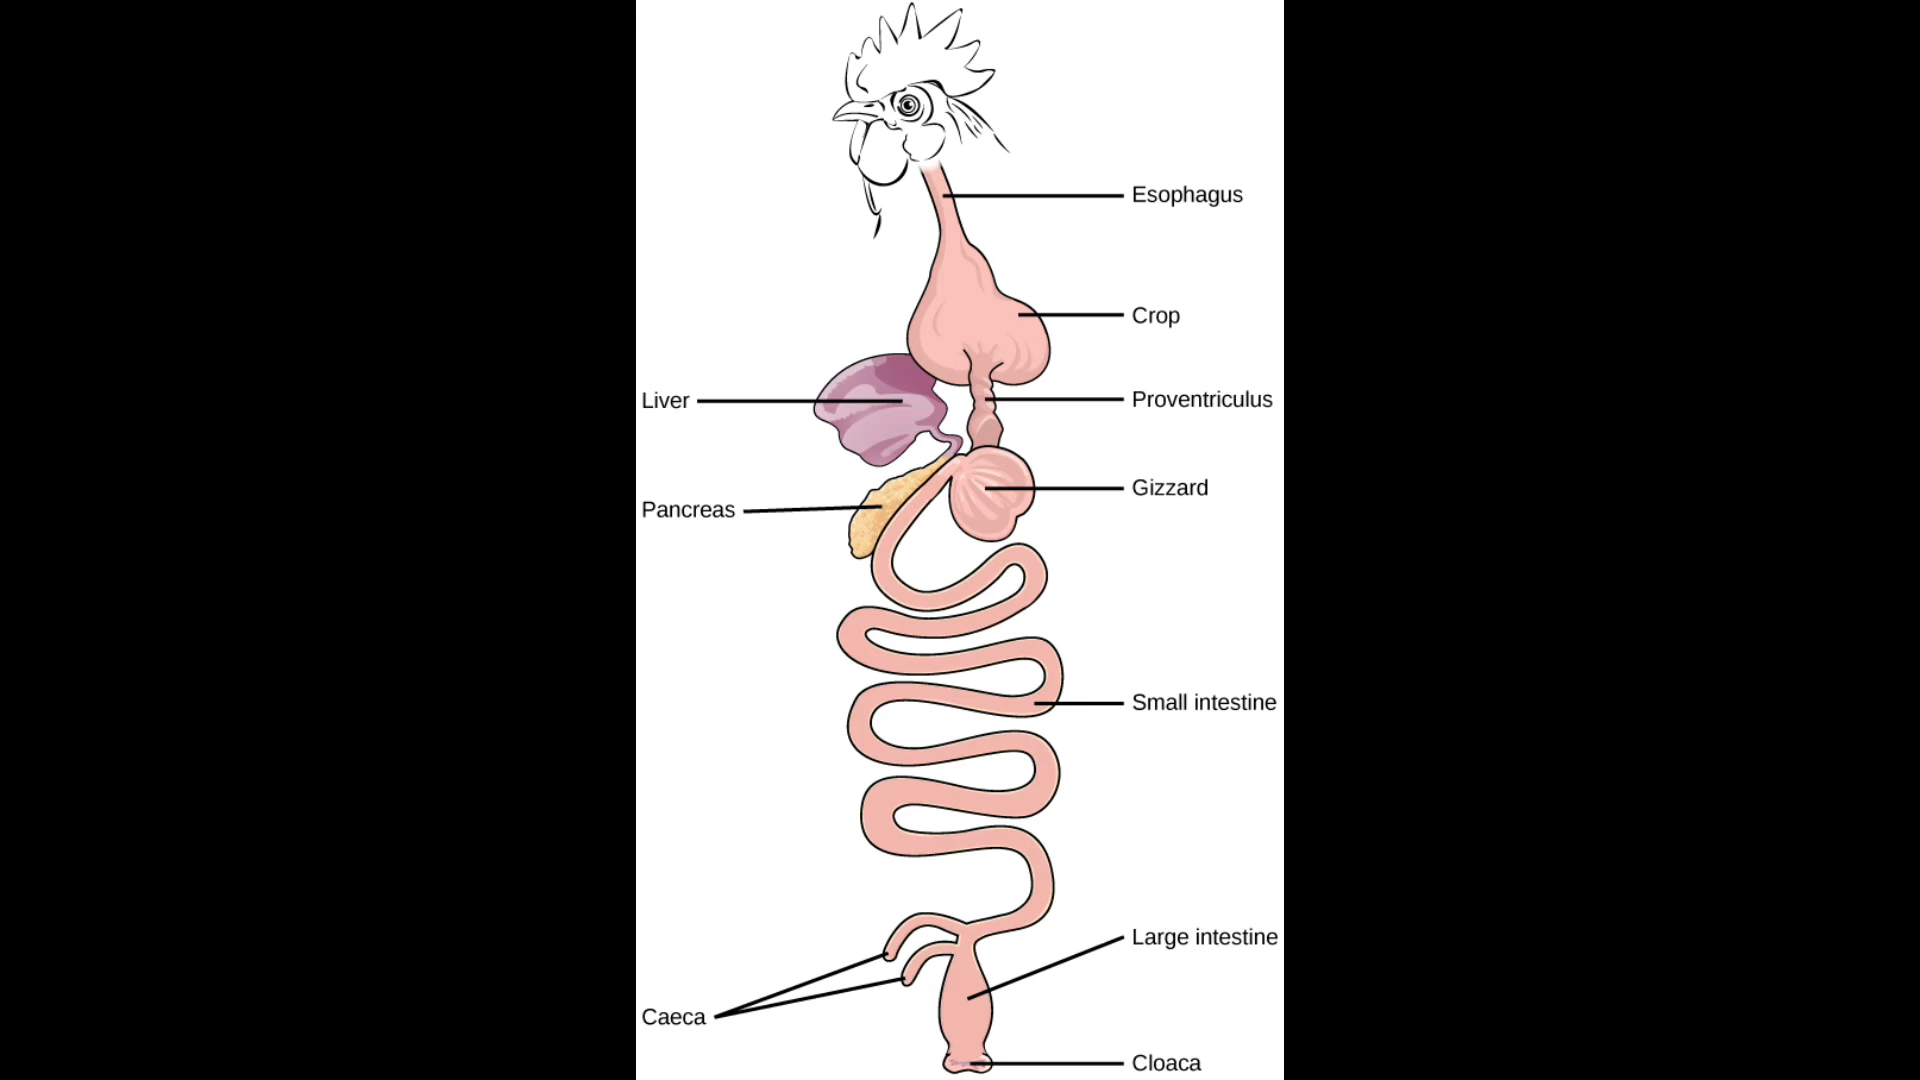 Esophagus
Crop
Liver
Proventriculus
Gizzard
Pancreas
Small intestine
Large intestine
Caeca
Cloaca